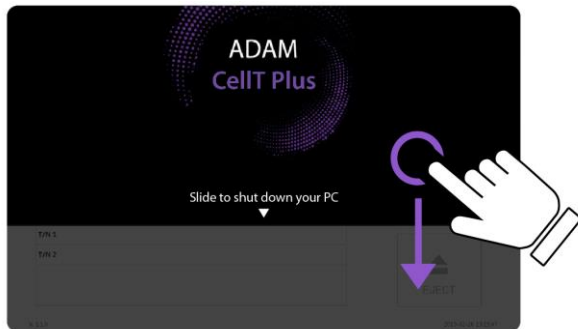 ADAM
CellT Plus
Slide to shut down your PC
T/N 1
T/N 2
EJECT